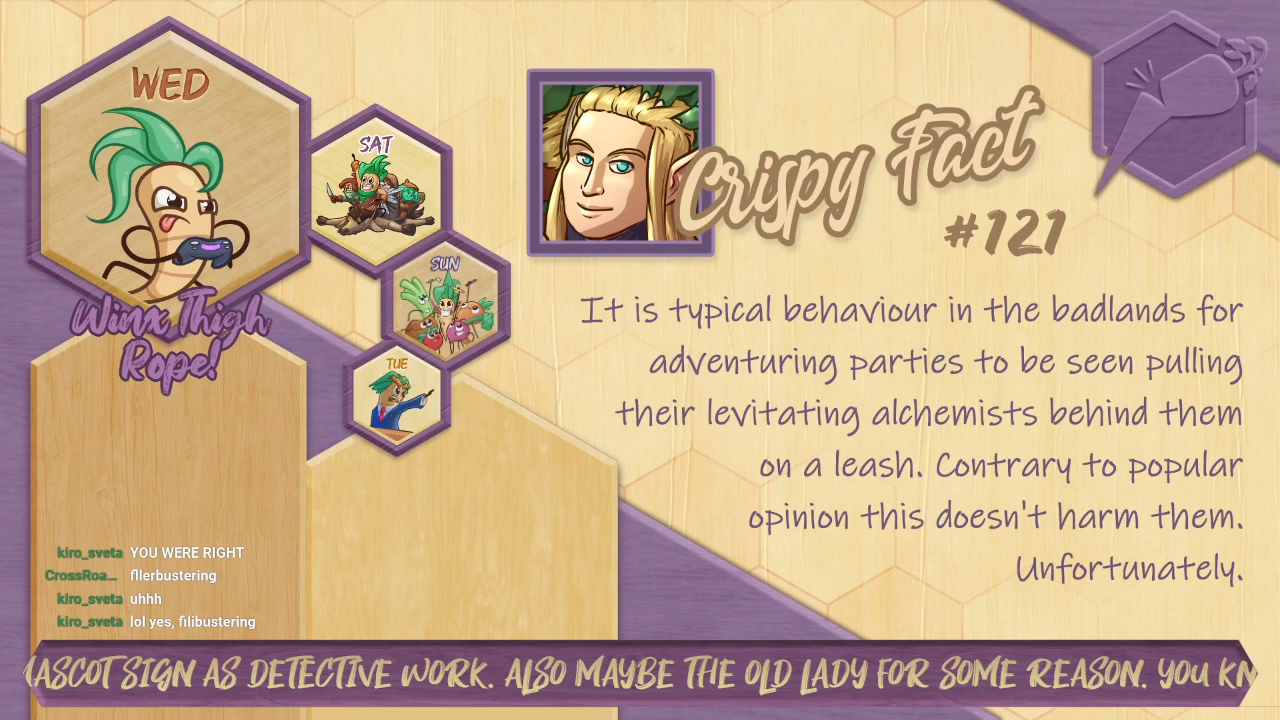 WED
SAT
SUN
TUE
Winx Thigh
Rope!
Crispy Fact
#121
It is typical behaviour in the badlands for
adventuring parties to be seen pulling
their levitating alchemists behind them
on a leash. Contrary to popular
opinion this doesn't harm them.
Unfortunately.
kiro_sveta YOU WERE RIGHT
CrossRoa... fllerbustering
kiro_sveta uhhh
kiro_sveta lol yes, filibustering
ASCOT SIGN AS DETECTIVE WORK. ALSO MAYBE THE OLD LADY FOR SOME REASON. YOU KN